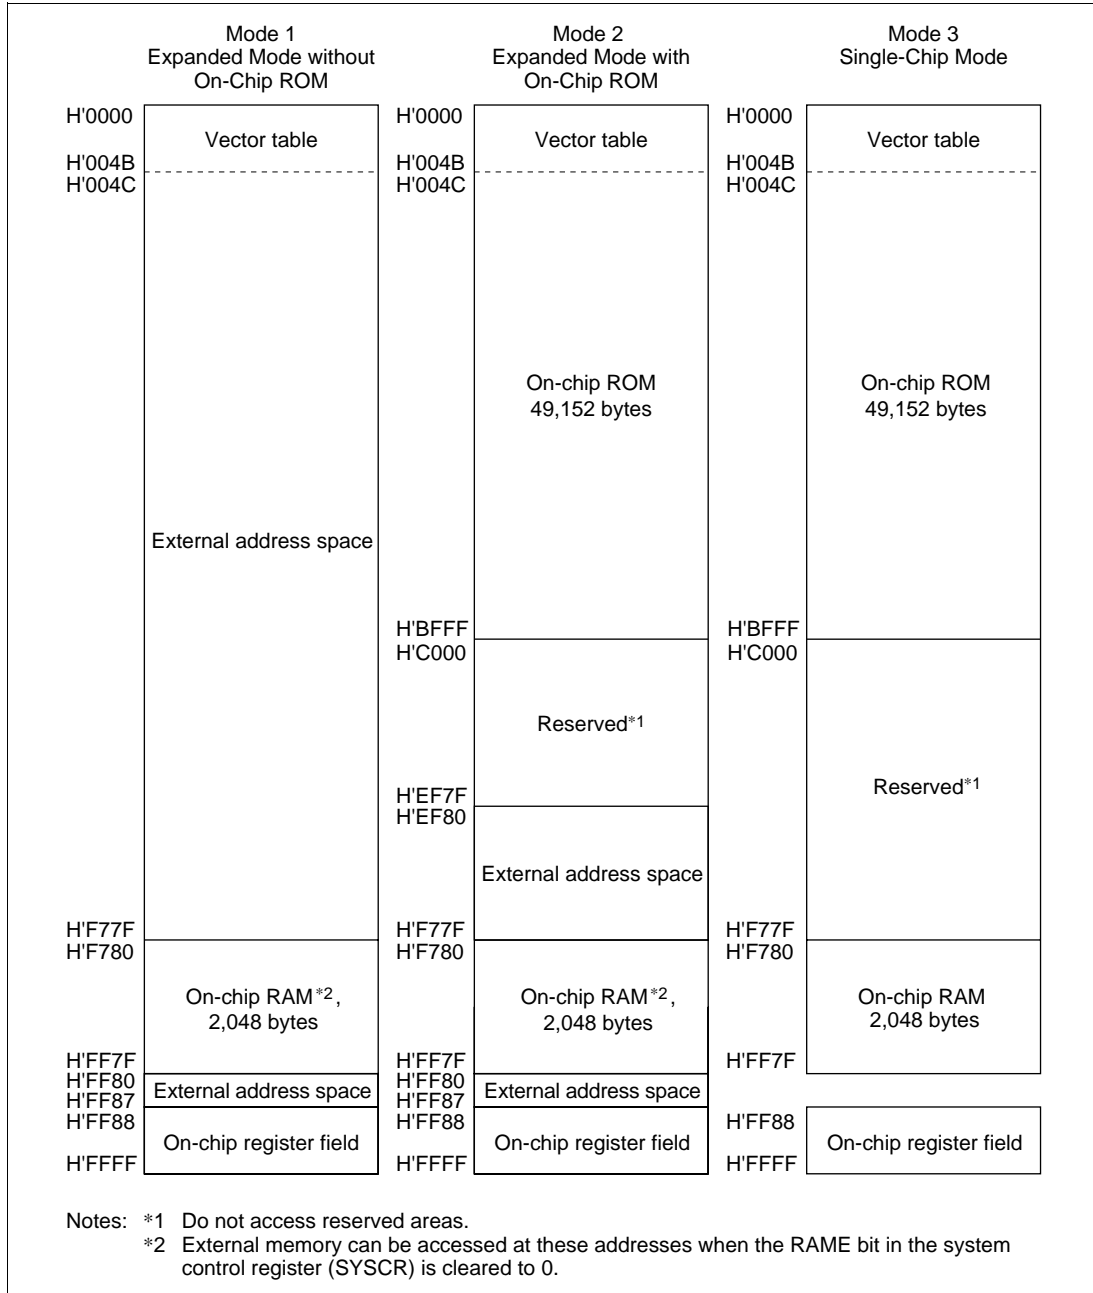 Mode 1
Expanded Mode without
On-Chip ROM
H'0000
Vector table
H'004B
H'004C
External address space
H'F77F
H'F780
On-chip RAM*2,
2,048 bytes
H'FF7F
H'FF80
External address space
H'FF87
H'FF88
On-chip register field
H'FFFF
Mode 2
Expanded Mode with
On-Chip ROM
H'0000
Vector table
H'004B
H'004C
On-chip ROM
49,152 bytes
H'BFFF
H'C000
Reserved*1
H'EF7F
H'EF80
External address space
H'F77F
H'F780
On-chip RAM*2,
2,048 bytes
H'FF7F
H'FF80
External address space
H'FF87
H'FF88
On-chip register field
H'FFFF
Mode 3
Single-Chip Mode
H'0000
Vector table
H'004B
H'004C
On-chip ROM
49,152 bytes
H'BFFF
H'C000
Reserved*1
H'F77F
H'F780
On-chip RAM
2,048 bytes
H'FF7F
H'FF88
On-chip register field
H'FFFF
Notes: *1 Do not access reserved areas.
*2 External memory can be accessed at these addresses when the RAME bit in the system
control register (SYSCR) is cleared to 0.